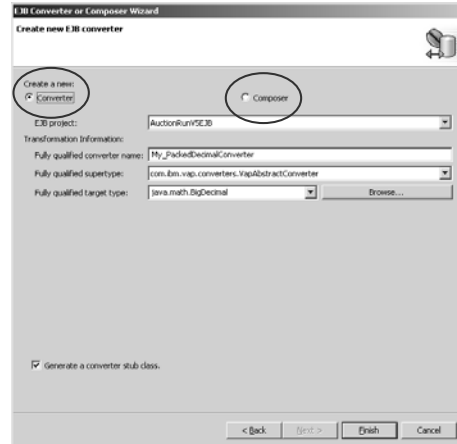 EJB Converter or Composer Wizard
Create new EJB converter
Create a new:
Converter
Composer
EJB project:
AuctionRunV5EJB
Transformation Information:
Fully qualified converter name:
My_PackedDecimalConverter
Fully qualified supertype:
com.ibm.vap.converters.VapAbstractConverter
Fully qualified target type:
java.math.BigDecimal
Browse...
Generate a converter stub class.
< Back
Next >
Finish
Cancel